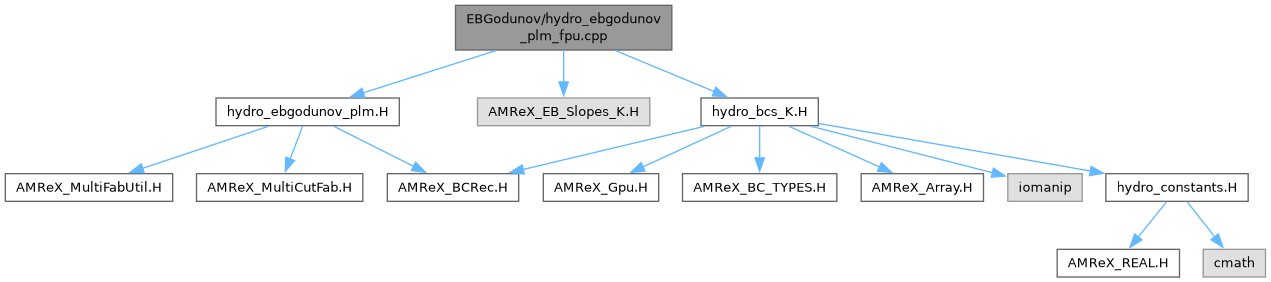 EBGodunov/hydro_ebgodunov
_plm_fpu.cpp
hydro_ebgodunov_plm.H
AMReX_EB_Slopes_K.H
hydro_bcs_K.H
AMReX_MultiFabUtil.H
AMReX_MultiCutFab.H
AMReX_BCRec.H
AMReX_Gpu.H
AMReX_BC_TYPES.H
AMReX_Array.H
iomanip
hydro_constants.H
AMReX_REAL.H
cmath